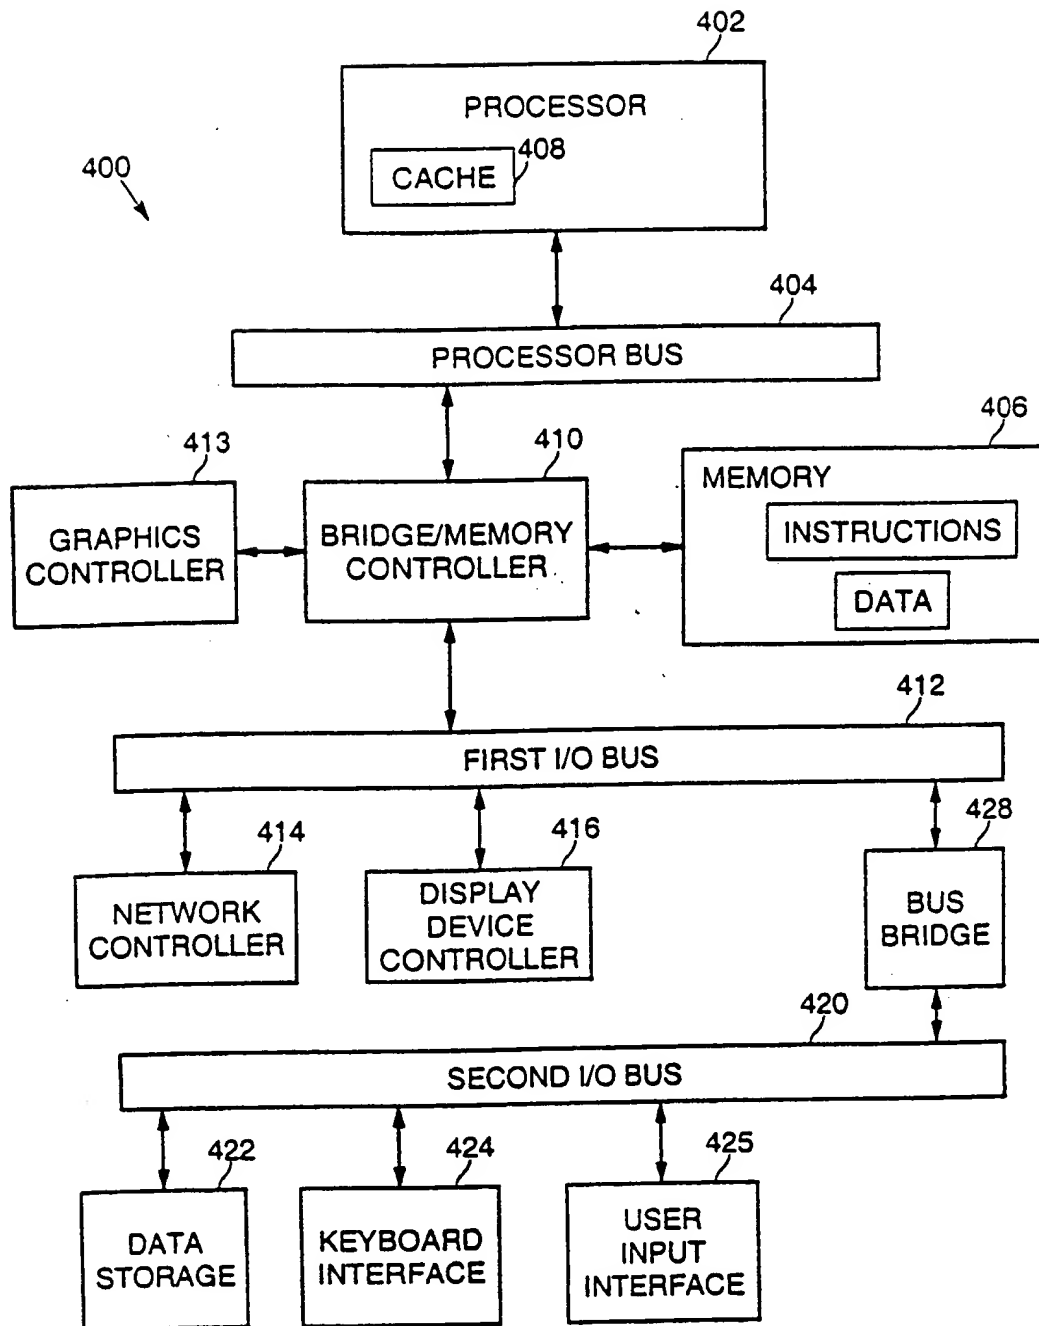 402
PROCESSOR
408
CACHE
400
404
PROCESSOR BUS
413
410
406
GRAPHICS
CONTROLLER
BRIDGE/MEMORY
CONTROLLER
MEMORY
INSTRUCTIONS
DATA
412
FIRST I/O BUS
414
416
428
NETWORK
CONTROLLER
DISPLAY
DEVICE
CONTROLLER
BUS
BRIDGE
420
SECOND I/O BUS
422
424
425
DATA
STORAGE
KEYBOARD
INTERFACE
USER
INPUT
INTERFACE